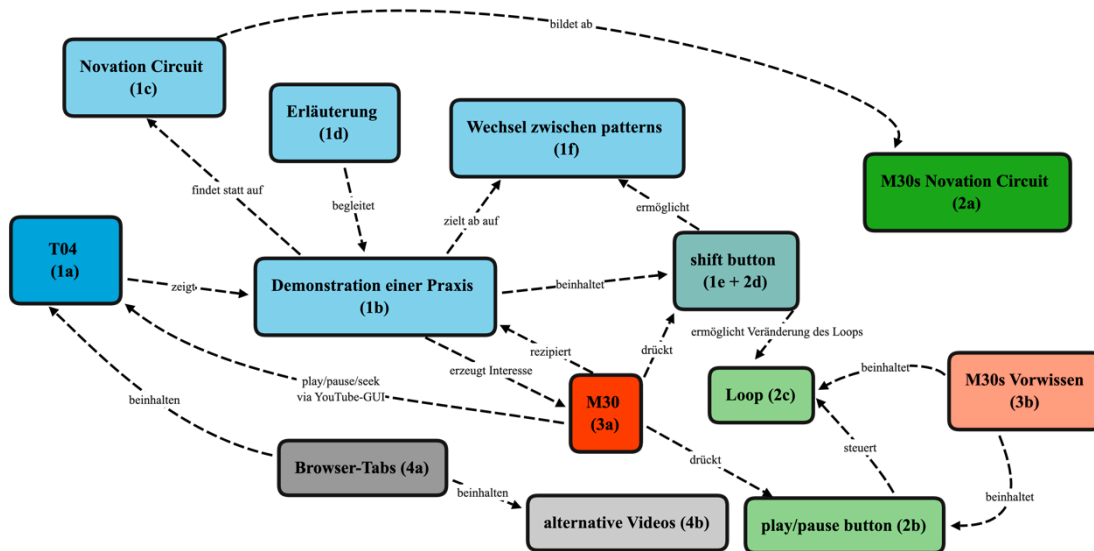 bildet ab
Novation Circuit
(1c)
Erläuterung
(1d)
Wechsel zwischen patterns
(1f)
M30s Novation Circuit
(2a)
findet statt auf
begleitet
zielt ab auf
ermöglicht
T04
(1a)
zeigt
Demonstration einer Praxis
(1b)
beinhaltet
shift button
(1e + 2d)
ermöglicht Veränderung des Loops
rezipiert
drückt
erzeugt Interesse
play/pause/seek
via YouTube-GUI
beinhalten
M30
(3a)
Loop (2c)
beinhaltet
M30s Vorwissen
(3b)
Browser-Tabs (4a)
beinhalten
drückt
steuert
beinhaltet
alternative Videos (4b)
play/pause button (2b)